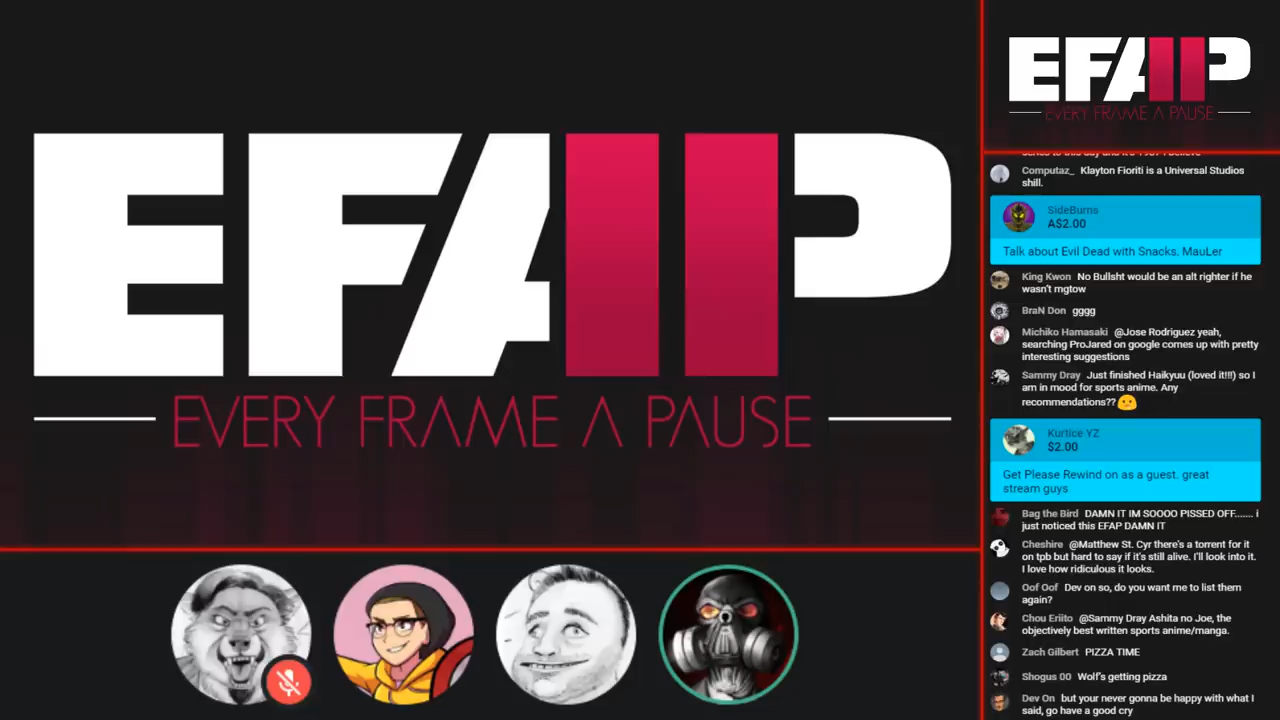 EFAP
EVERY FRAME A PAUSE
EFAP
EVERY FRAME A PAUSE
series to this day and it's 1987 I believe
Computaz_ Klayton Fioriti is a Universal Studios
shill.
SideBurns
A$2.00
Talk about Evil Dead with Snacks. MauLer
King Kwon No Bullsht would be an alt righter if he
wasn't mgtow
BraN Don gggg
Michiko Hamasaki @Jose Rodriguez yeah,
searching ProJared on google comes up with pretty
interesting suggestions
Sammy Dray Just finished Haikyuu (loved it!!!) so I
am in mood for sports anime. Any
recommendations??
Kurtice YZ
$2.00
Get Please Rewind on as a guest. great
stream guys
Bag the Bird DAMN IT IM SOOOO PISSED OFF....... i
just noticed this EFAP DAMN IT
Cheshire @Matthew St. Cyr there's a torrent for it
on tpb but hard to say if it's still alive. I'll look into it.
I love how ridiculous it looks.
Oof Oof Dev on so, do you want me to list them
again?
Chou Eriito @Sammy Dray Ashita no Joe, the
objectively best written sports anime/manga.
Zach Gilbert PIZZA TIME
Shogus 00 Wolf's getting pizza
Dev On but your never gonna be happy with what I
said, go have a good cry